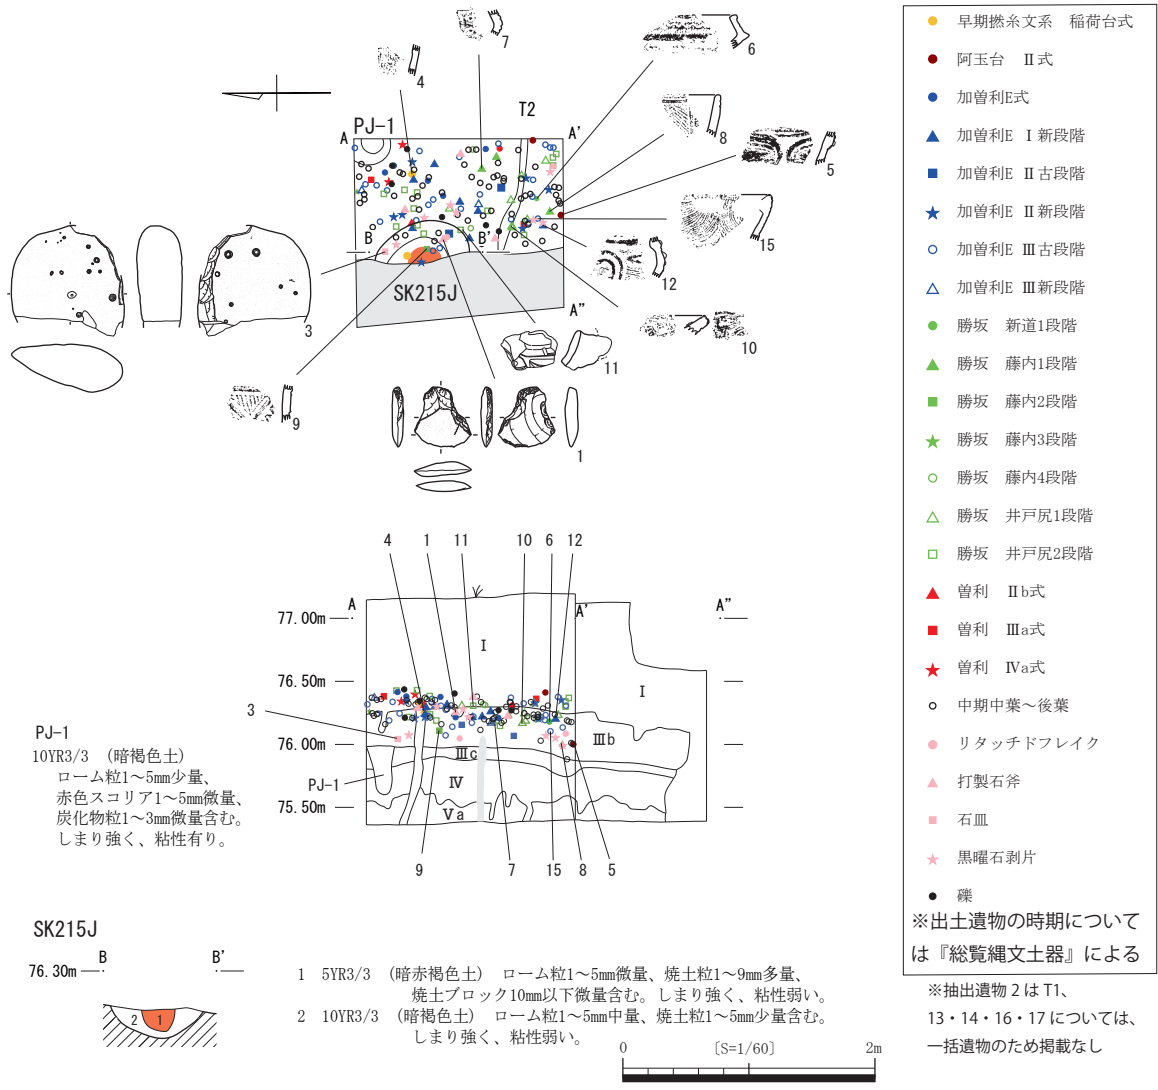 7
6
4
T2
PJ-1
A
A'
8
5
B
B'
15
3
SK215J
A"
12
10
11
9
1
早期撚糸文系　稲荷台式
阿玉台　Ⅱ式
加曽利E式
加曽利E Ⅰ新段階
加曽利E Ⅱ古段階
加曽利E Ⅱ新段階
加曽利E Ⅲ古段階
加曽利E Ⅲ新段階
勝坂　新道1段階
勝坂　藤内1段階
勝坂　藤内2段階
勝坂　藤内3段階
勝坂　藤内4段階
勝坂　井戸尻1段階
勝坂　井戸尻2段階
曽利　Ⅱb式
曽利　Ⅲa式
曽利　Ⅳa式
中期中葉～後葉
リタッチドフレイク
打製石斧
石皿
黒曜石剥片
礫
※出土遺物の時期について
は『総覧縄文土器』による
※抽出遺物 2 は T1、
13・14・16・17 については、
一括遺物のため掲載なし
4 1 11 10 6 12
A A' A"
77.00m
Ⅰ
76.50m
Ⅰ
3
76.00m
Ⅲb
Ⅲc
PJ-1
Ⅳ
75.50m
Ⅴa
9 7 15 8 5
PJ-1
10YR3/3　(暗褐色土)
ローム粒1～5㎜少量、
赤色スコリア1～5㎜微量、
炭化物粒1～3㎜微量含む。
しまり強く、粘性有り。
SK215J
B B'
76.30m
2 1
1　5YR3/3　(暗赤褐色土)　ローム粒1～5㎜微量、焼土粒1～9㎜多量、
焼土ブロック10㎜以下微量含む。しまり強く、粘性弱い。
2　10YR3/3　(暗褐色土)　ローム粒1～5㎜中量、焼土粒1～5㎜少量含む。
しまり強く、粘性弱い。
0 〔S=1/60〕 2m